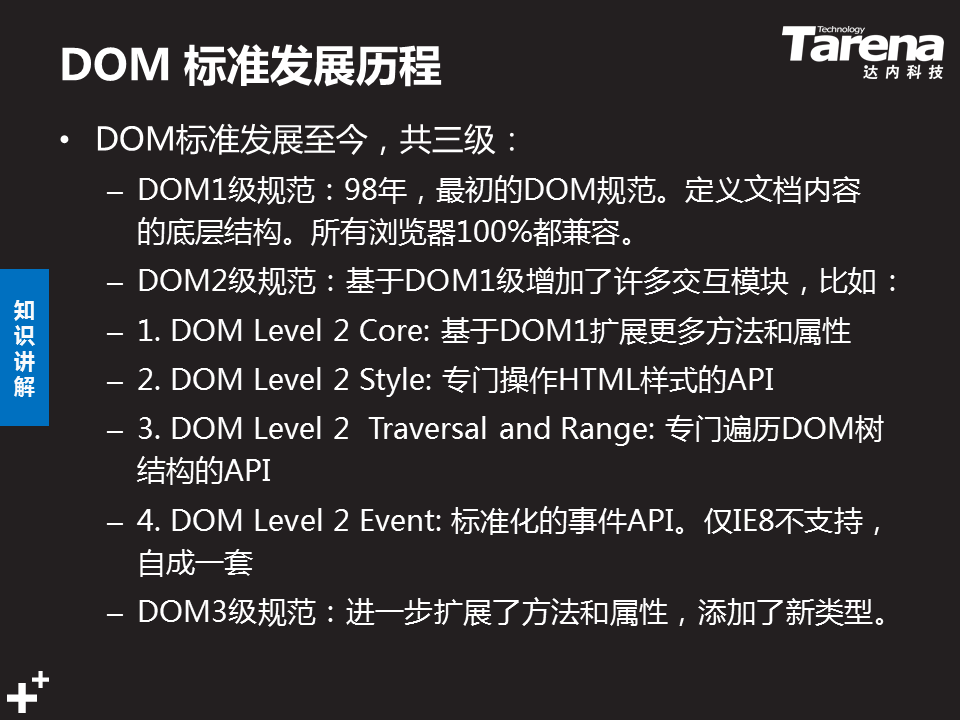 DOM 标准发展历程
Technology
Tarena
达内科技
• DOM标准发展至今，共三级：
– DOM1级规范：98年，最初的DOM规范。定义文档内容
的底层结构。所有浏览器100%都兼容。
– DOM2级规范：基于DOM1级增加了许多交互模块，比如：
– 1. DOM Level 2 Core: 基于DOM1扩展更多方法和属性
– 2. DOM Level 2 Style: 专门操作HTML样式的API
– 3. DOM Level 2  Traversal and Range: 专门遍历DOM树
结构的API
– 4. DOM Level 2 Event: 标准化的事件API。仅IE8不支持，
自成一套
– DOM3级规范：进一步扩展了方法和属性，添加了新类型。
知
识
讲
解